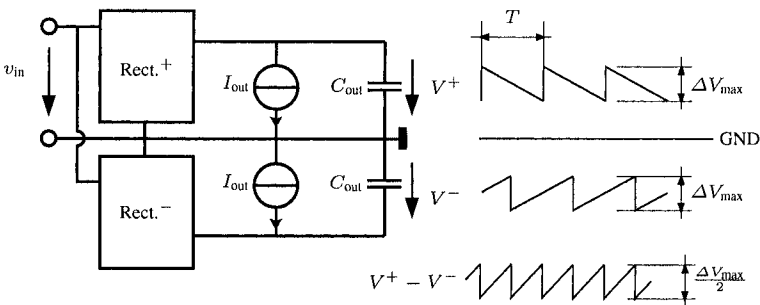 v_in
Rect.⁺
Rect.⁻
I_out
C_out
I_out
C_out
V⁺
T
ΔV_max
GND
V⁻
ΔV_max
V⁺ − V⁻
ΔV_max/2